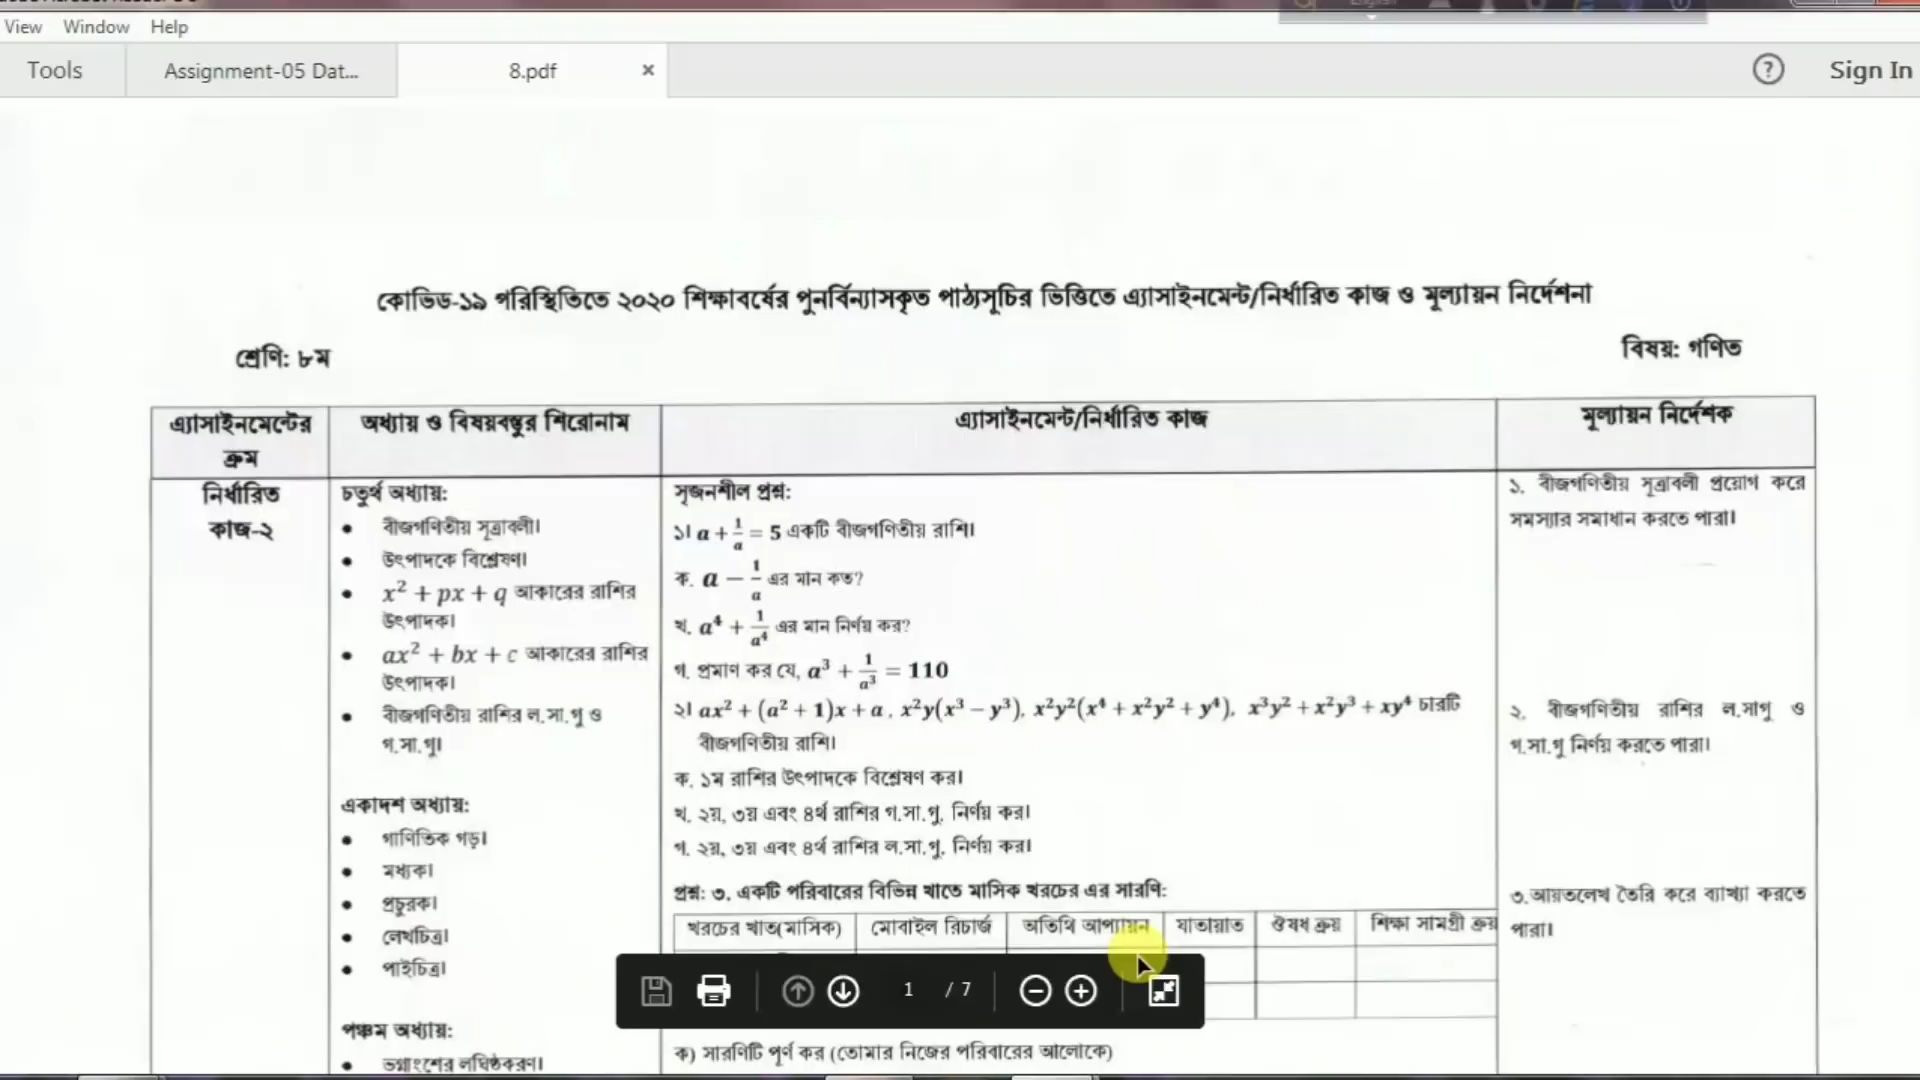 View Window Help
Tools Assignment-05 Dat... 8.pdf × ? Sign In
কোভিড-১৯ পরিস্থিতিতে ২০২০ শিক্ষাবর্ষের পুনর্বিন্যাসকৃত পাঠ্যসূচির ভিত্তিতে এ্যাসাইনমেন্ট/নির্ধারিত কাজ ও মূল্যায়ন নির্দেশনা
শ্রেণি: ৮ম
বিষয়: গণিত
এ্যাসাইনমেন্টের
ক্রম
অধ্যায় ও বিষয়বস্তুর শিরোনাম
এ্যাসাইনমেন্ট/নির্ধারিত কাজ
মূল্যায়ন নির্দেশক
নির্ধারিত
কাজ-২
চতুর্থ অধ্যায়:
• বীজগণিতীয় সূত্রাবলী।
• উৎপাদকে বিশ্লেষণ।
• x² + px + q আকারের রাশির
উৎপাদক।
• ax² + bx + c আকারের রাশির
উৎপাদক।
• বীজগণিতীয় রাশির ল.সা.গু ও
গ.সা.গু।
একাদশ অধ্যায়:
• গাণিতিক গড়।
• মধ্যক।
• প্রচুরক।
• লেখচিত্র।
• পাইচিত্র।
পঞ্চম অধ্যায়:
• ভগ্নাংশের লঘিষ্ঠকরণ।
সৃজনশীল প্রশ্ন:
১। a + 1/a = 5 একটি বীজগণিতীয় রাশি।
ক. a − 1/a এর মান কত?
খ. a⁴ + 1/a⁴ এর মান নির্ণয় কর?
গ. প্রমাণ কর যে, a³ + 1/a³ = 110
২। ax² + (a² + 1)x + a , x²y(x³ − y³), x²y²(x⁴ + x²y² + y⁴), x³y² + x²y³ + xy⁴ চারটি
বীজগণিতীয় রাশি।
ক. ১ম রাশির উৎপাদকে বিশ্লেষণ কর।
খ. ২য়, ৩য় এবং ৪র্থ রাশির গ.সা.গু. নির্ণয় কর।
গ. ২য়, ৩য় এবং ৪র্থ রাশির ল.সা.গু. নির্ণয় কর।
প্রশ্ন: ৩. একটি পরিবারের বিভিন্ন খাতে মাসিক খরচের এর সারণি:
খরচের খাত(মাসিক) মোবাইল রিচার্জ অতিথি আপ্যায়ন যাতায়াত ঔষধ ক্রয় শিক্ষা সামগ্রী ক্রয়
1 / 7
ক) সারণিটি পূর্ণ কর (তোমার নিজের পরিবারের আলোকে)
১. বীজগণিতীয় সূত্রাবলী প্রয়োগ করে
সমস্যার সমাধান করতে পারা।
২. বীজগণিতীয় রাশির ল.সাগু ও
গ.সা.গু নির্ণয় করতে পারা।
৩.আয়তলেখ তৈরি করে ব্যাখ্যা করতে
পারা।